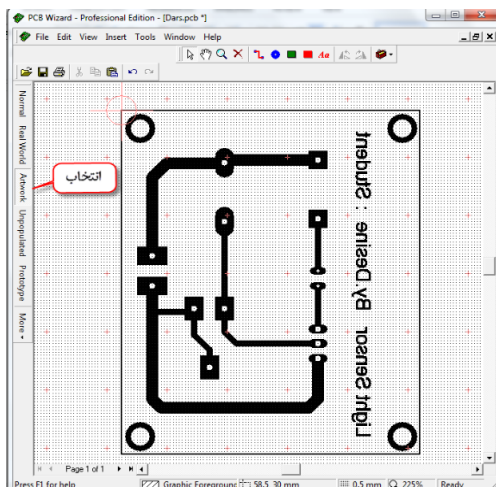 PCB Wizard - Professional Edition - [Dars.pcb *]
File Edit View Insert Tools Window Help
Aa
Normal
Real World
Artwork
Unpopulated
Prototype
More
انتخاب
Light Sensor By.Desine : Student
Page 1 of 1
Press F1 for help
Graphic Foreground
58.5, 30 mm
0.5 mm
225%
Ready